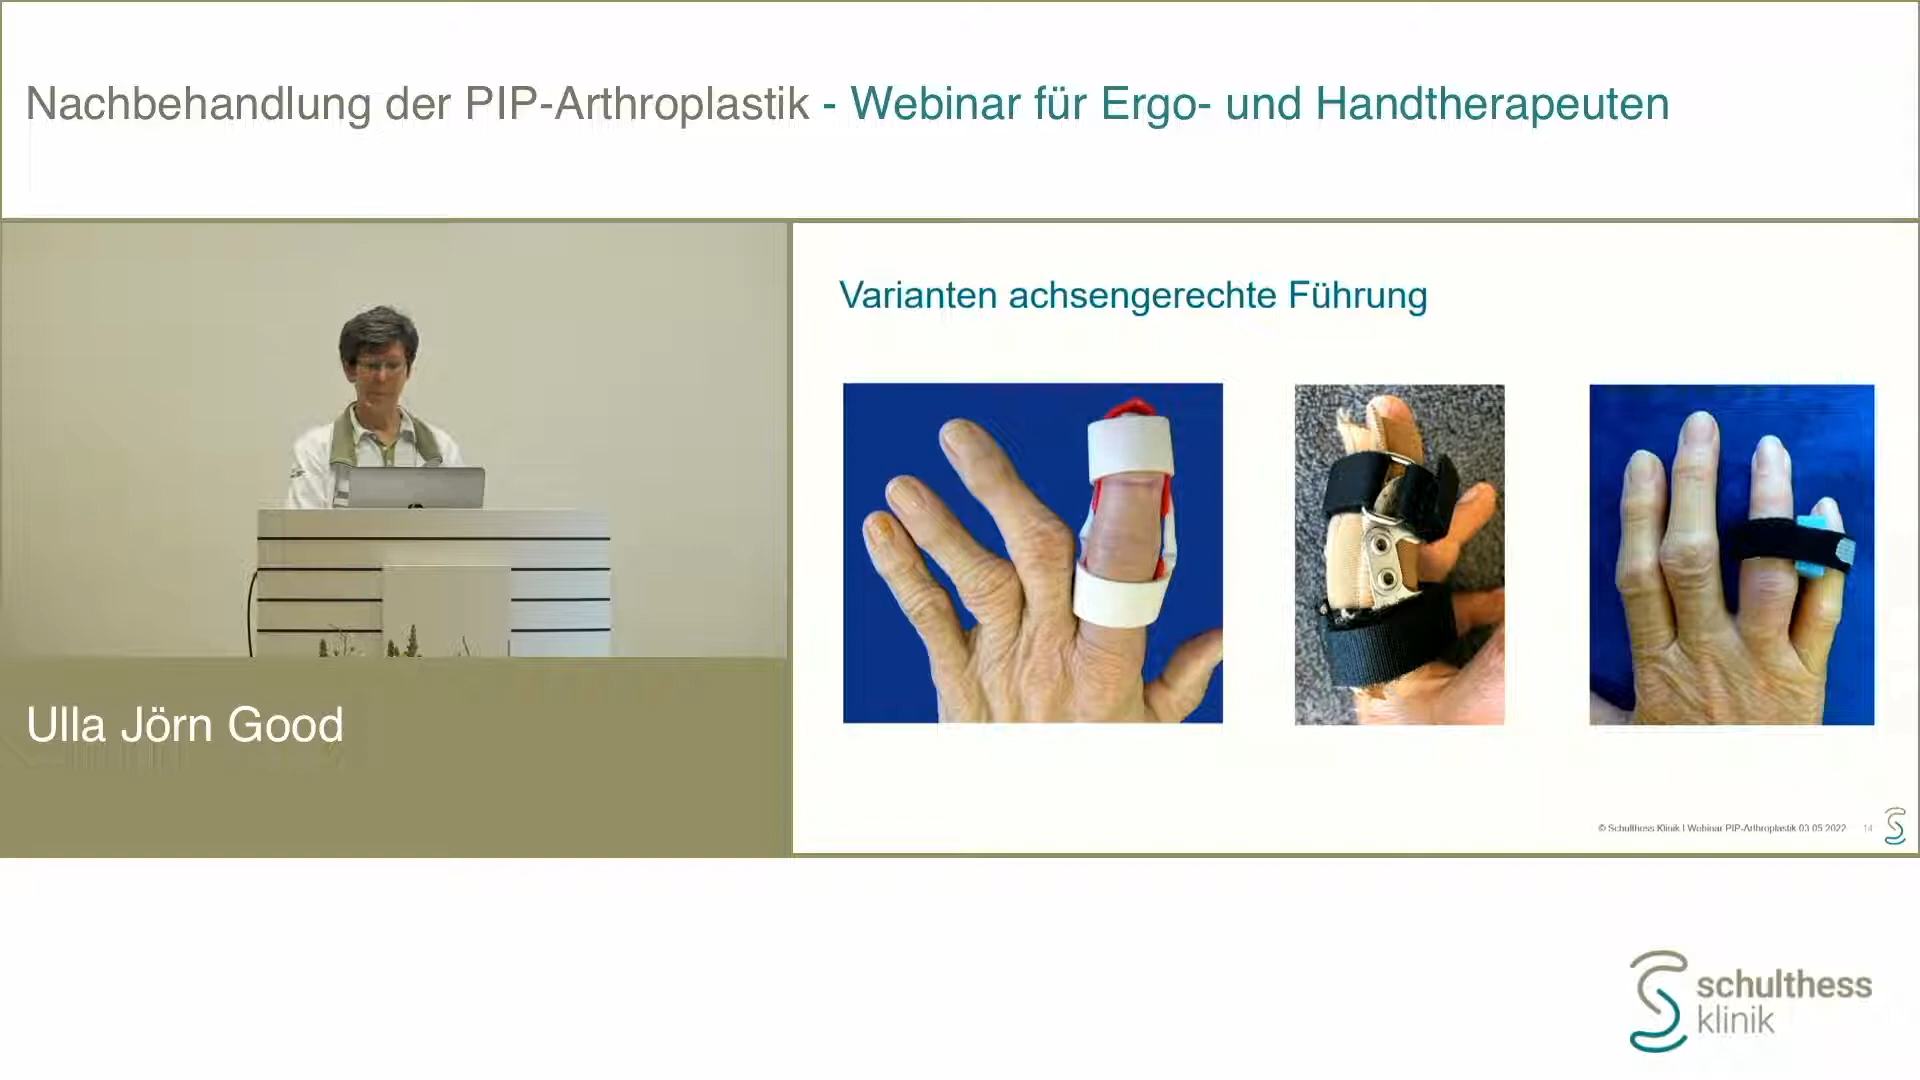 Nachbehandlung der PIP-Arthroplastik - Webinar für Ergo- und Handtherapeuten
Varianten achsengerechte Führung
Ulla Jörn Good
© Schulthess Klinik I Webinar PIP-Arthroplastik 03 05 2022 14
schulthess
klinik